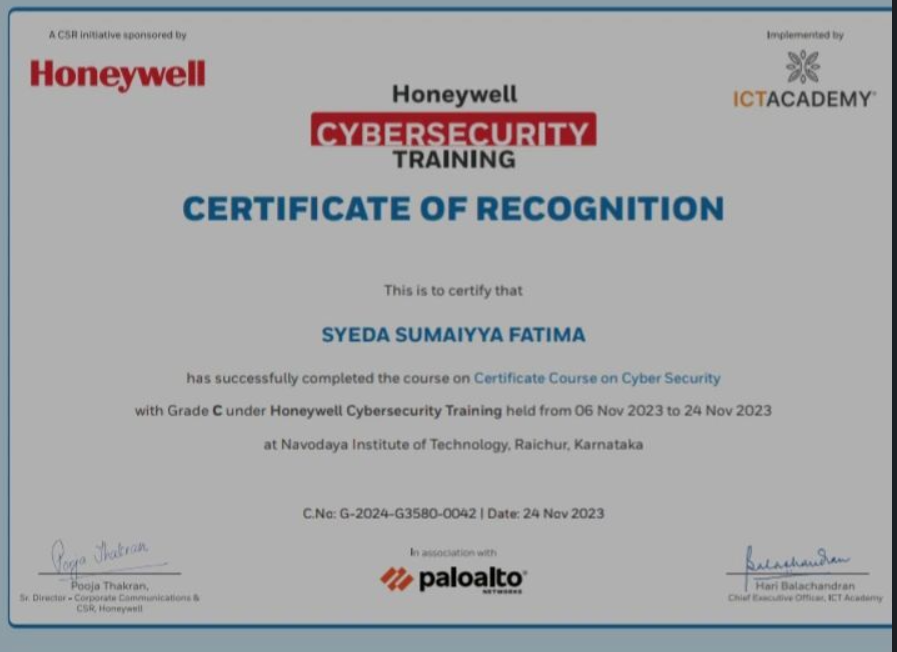 A CSR initiative sponsored by
Honeywell
Implemented by
ICTACADEMY
Honeywell
CYBERSECURITY
TRAINING
CERTIFICATE OF RECOGNITION
This is to certify that
SYEDA SUMAIYYA FATIMA
has successfully completed the course on Certificate Course on Cyber Security
with Grade C under Honeywell Cybersecurity Training held from 06 Nov 2023 to 24 Nov 2023
at Navodaya Institute of Technology, Raichur, Karnataka
C.No: G-2024-G3580-0042 | Date: 24 Nov 2023
Pooja Thakran
Pooja Thakran,
Sr. Director - Corporate Communications &
CSR, Honeywell
In association with
paloalto
NETWORKS
Balachandran
Hari Balachandran
Chief Executive Officer, ICT Academy